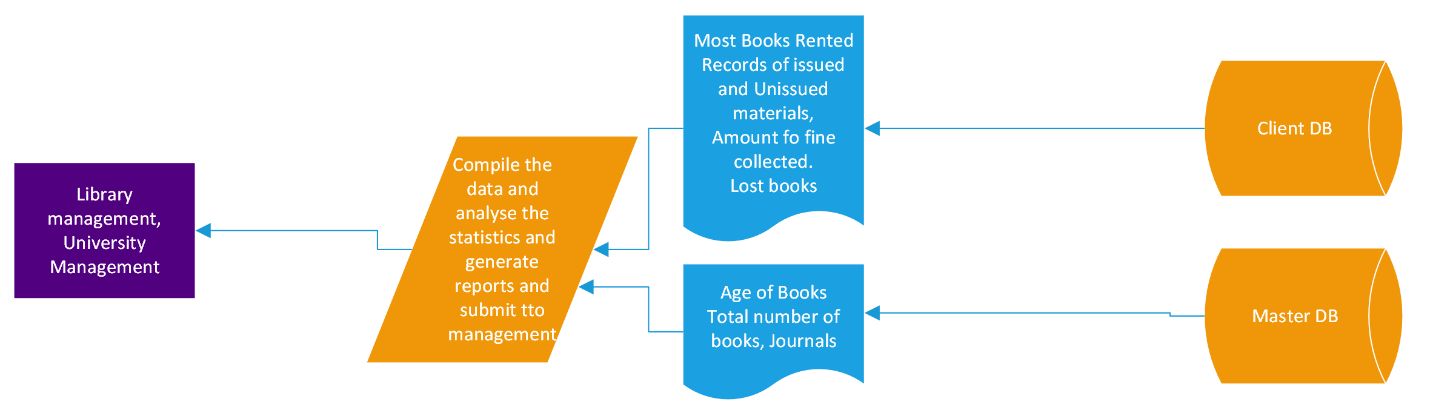 Library
management,
University
Management
Compile the
data and
analyse the
statistics and
generate
reports and
submit tto
management
Most Books Rented
Records of issued
and Unissued
materials,
Amount fo fine
collected.
Lost books
Age of Books
Total number of
books, Journals
Client DB
Master DB